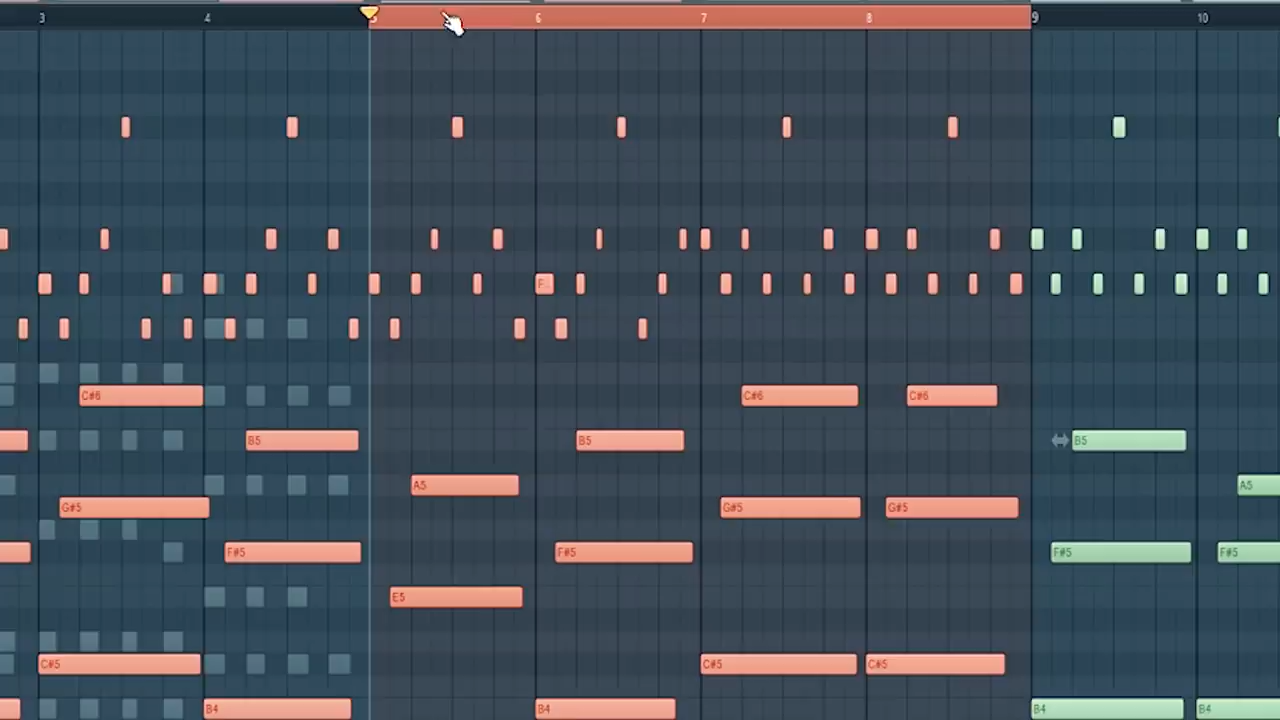 3 4 5 6 7 8 9 10
F
C#6 C#6 C#6
B5 B5 B5
A5 A5
G#5 G#5 G#5
F#5 F#5 F#5 F#5
E5
C#5 C#5 C#5
B4 B4 B4 B4